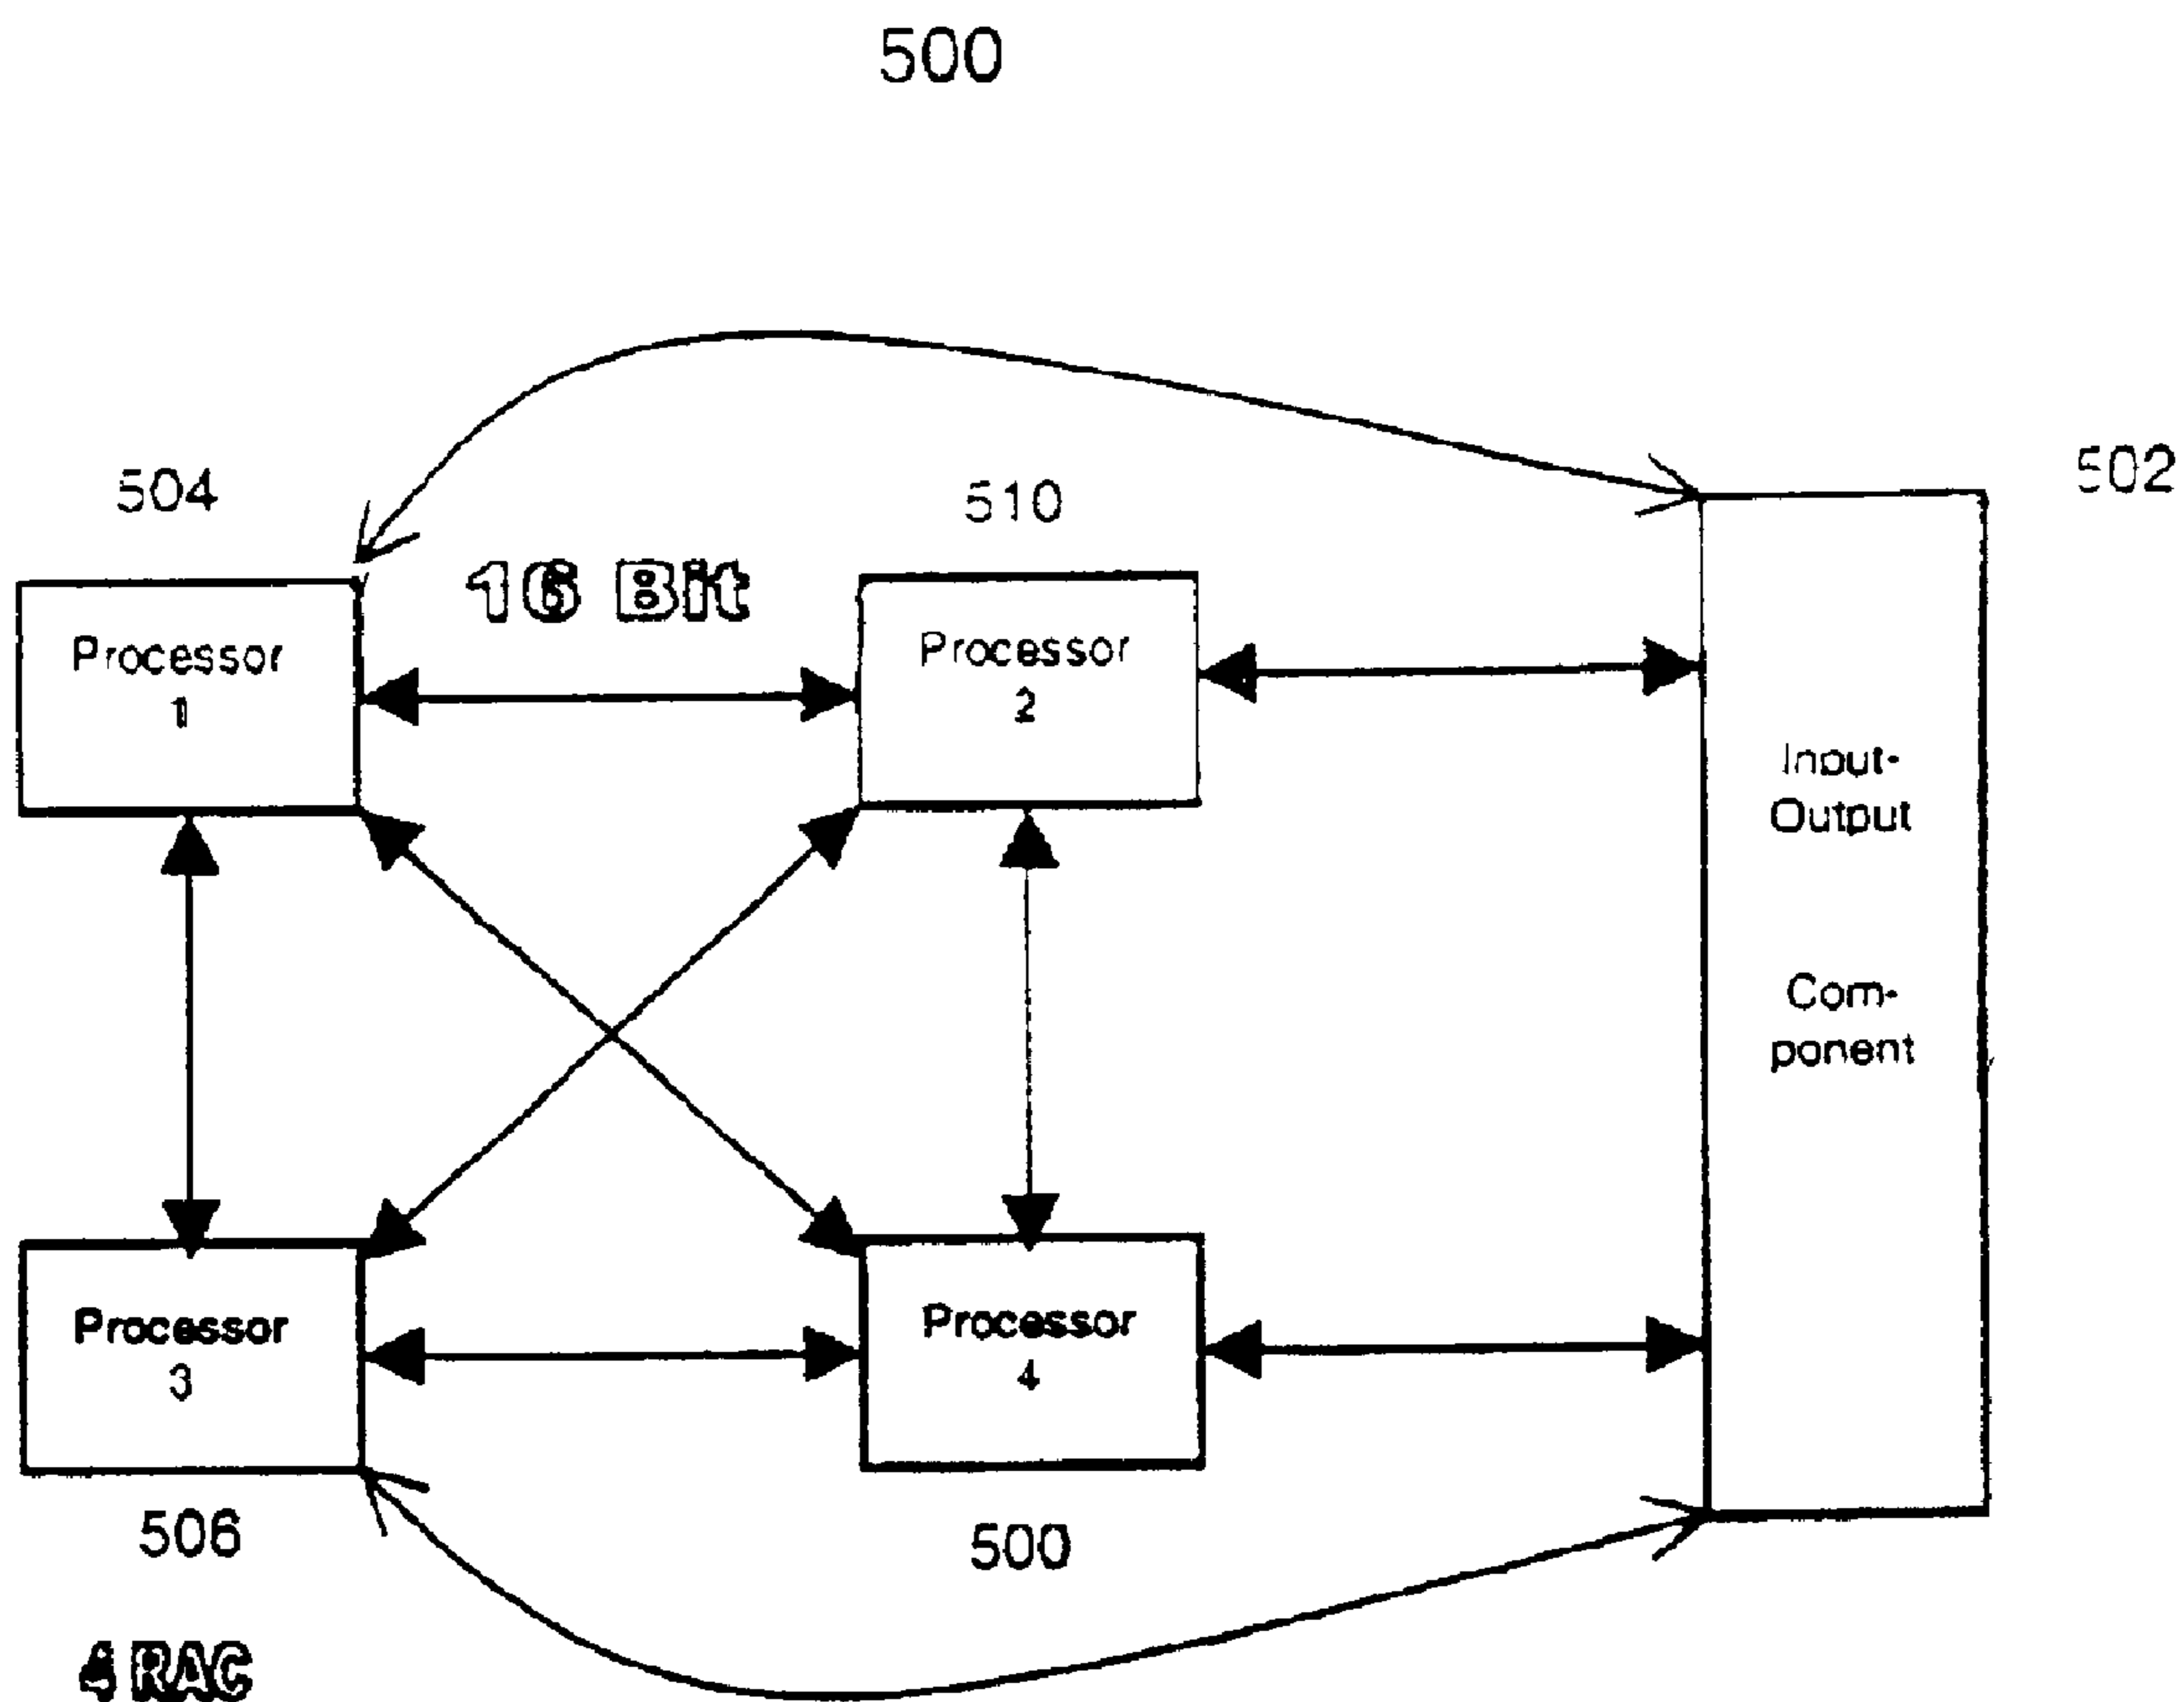 500
504
510
502
16 Bit
Processor
1
Processor
2
Inout-
Output
Com-
ponent
Processor
3
Processor
4
506
500
4 RAC